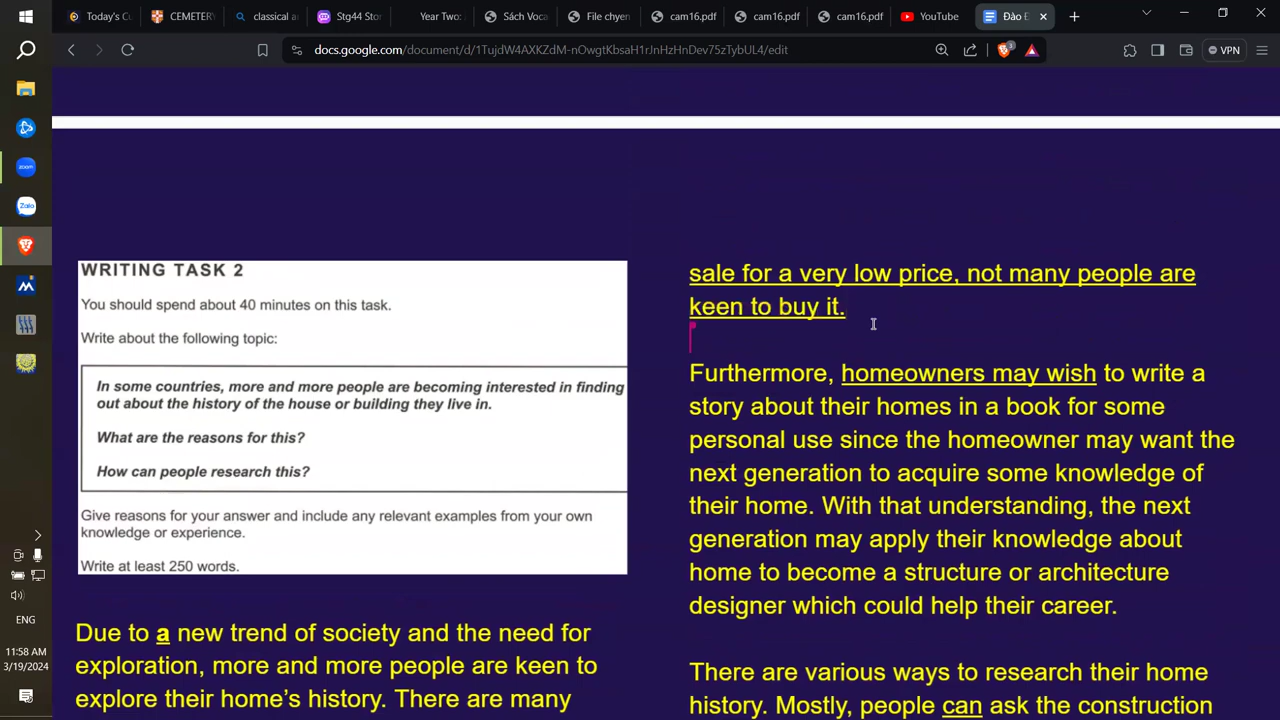 Today's Cu
CEMETER
classical a
Stg44 Stor
Year Two:
Sách Voca
File chyen
cam16.pdf
cam16.pdf
cam16.pdf
YouTube
Đào Đ
docs.google.com/document/d/1TujdW4AXKZdM-nOwgtKbsaH1rJnHzHnDev75zTybUL4/edit
VPN
WRITING TASK 2
You should spend about 40 minutes on this task.
Write about the following topic:
In some countries, more and more people are becoming interested in finding
out about the history of the house or building they live in.
What are the reasons for this?
How can people research this?
Give reasons for your answer and include any relevant examples from your own
knowledge or experience.
Write at least 250 words.
Due to a new trend of society and the need for
exploration, more and more people are keen to
explore their home's history. There are many
sale for a very low price, not many people are
keen to buy it.
Furthermore, homeowners may wish to write a
story about their homes in a book for some
personal use since the homeowner may want the
next generation to acquire some knowledge of
their home. With that understanding, the next
generation may apply their knowledge about
home to become a structure or architecture
designer which could help their career.
There are various ways to research their home
history. Mostly, people can ask the construction
zoom
Zalo
ENG
11:58 AM
3/19/2024